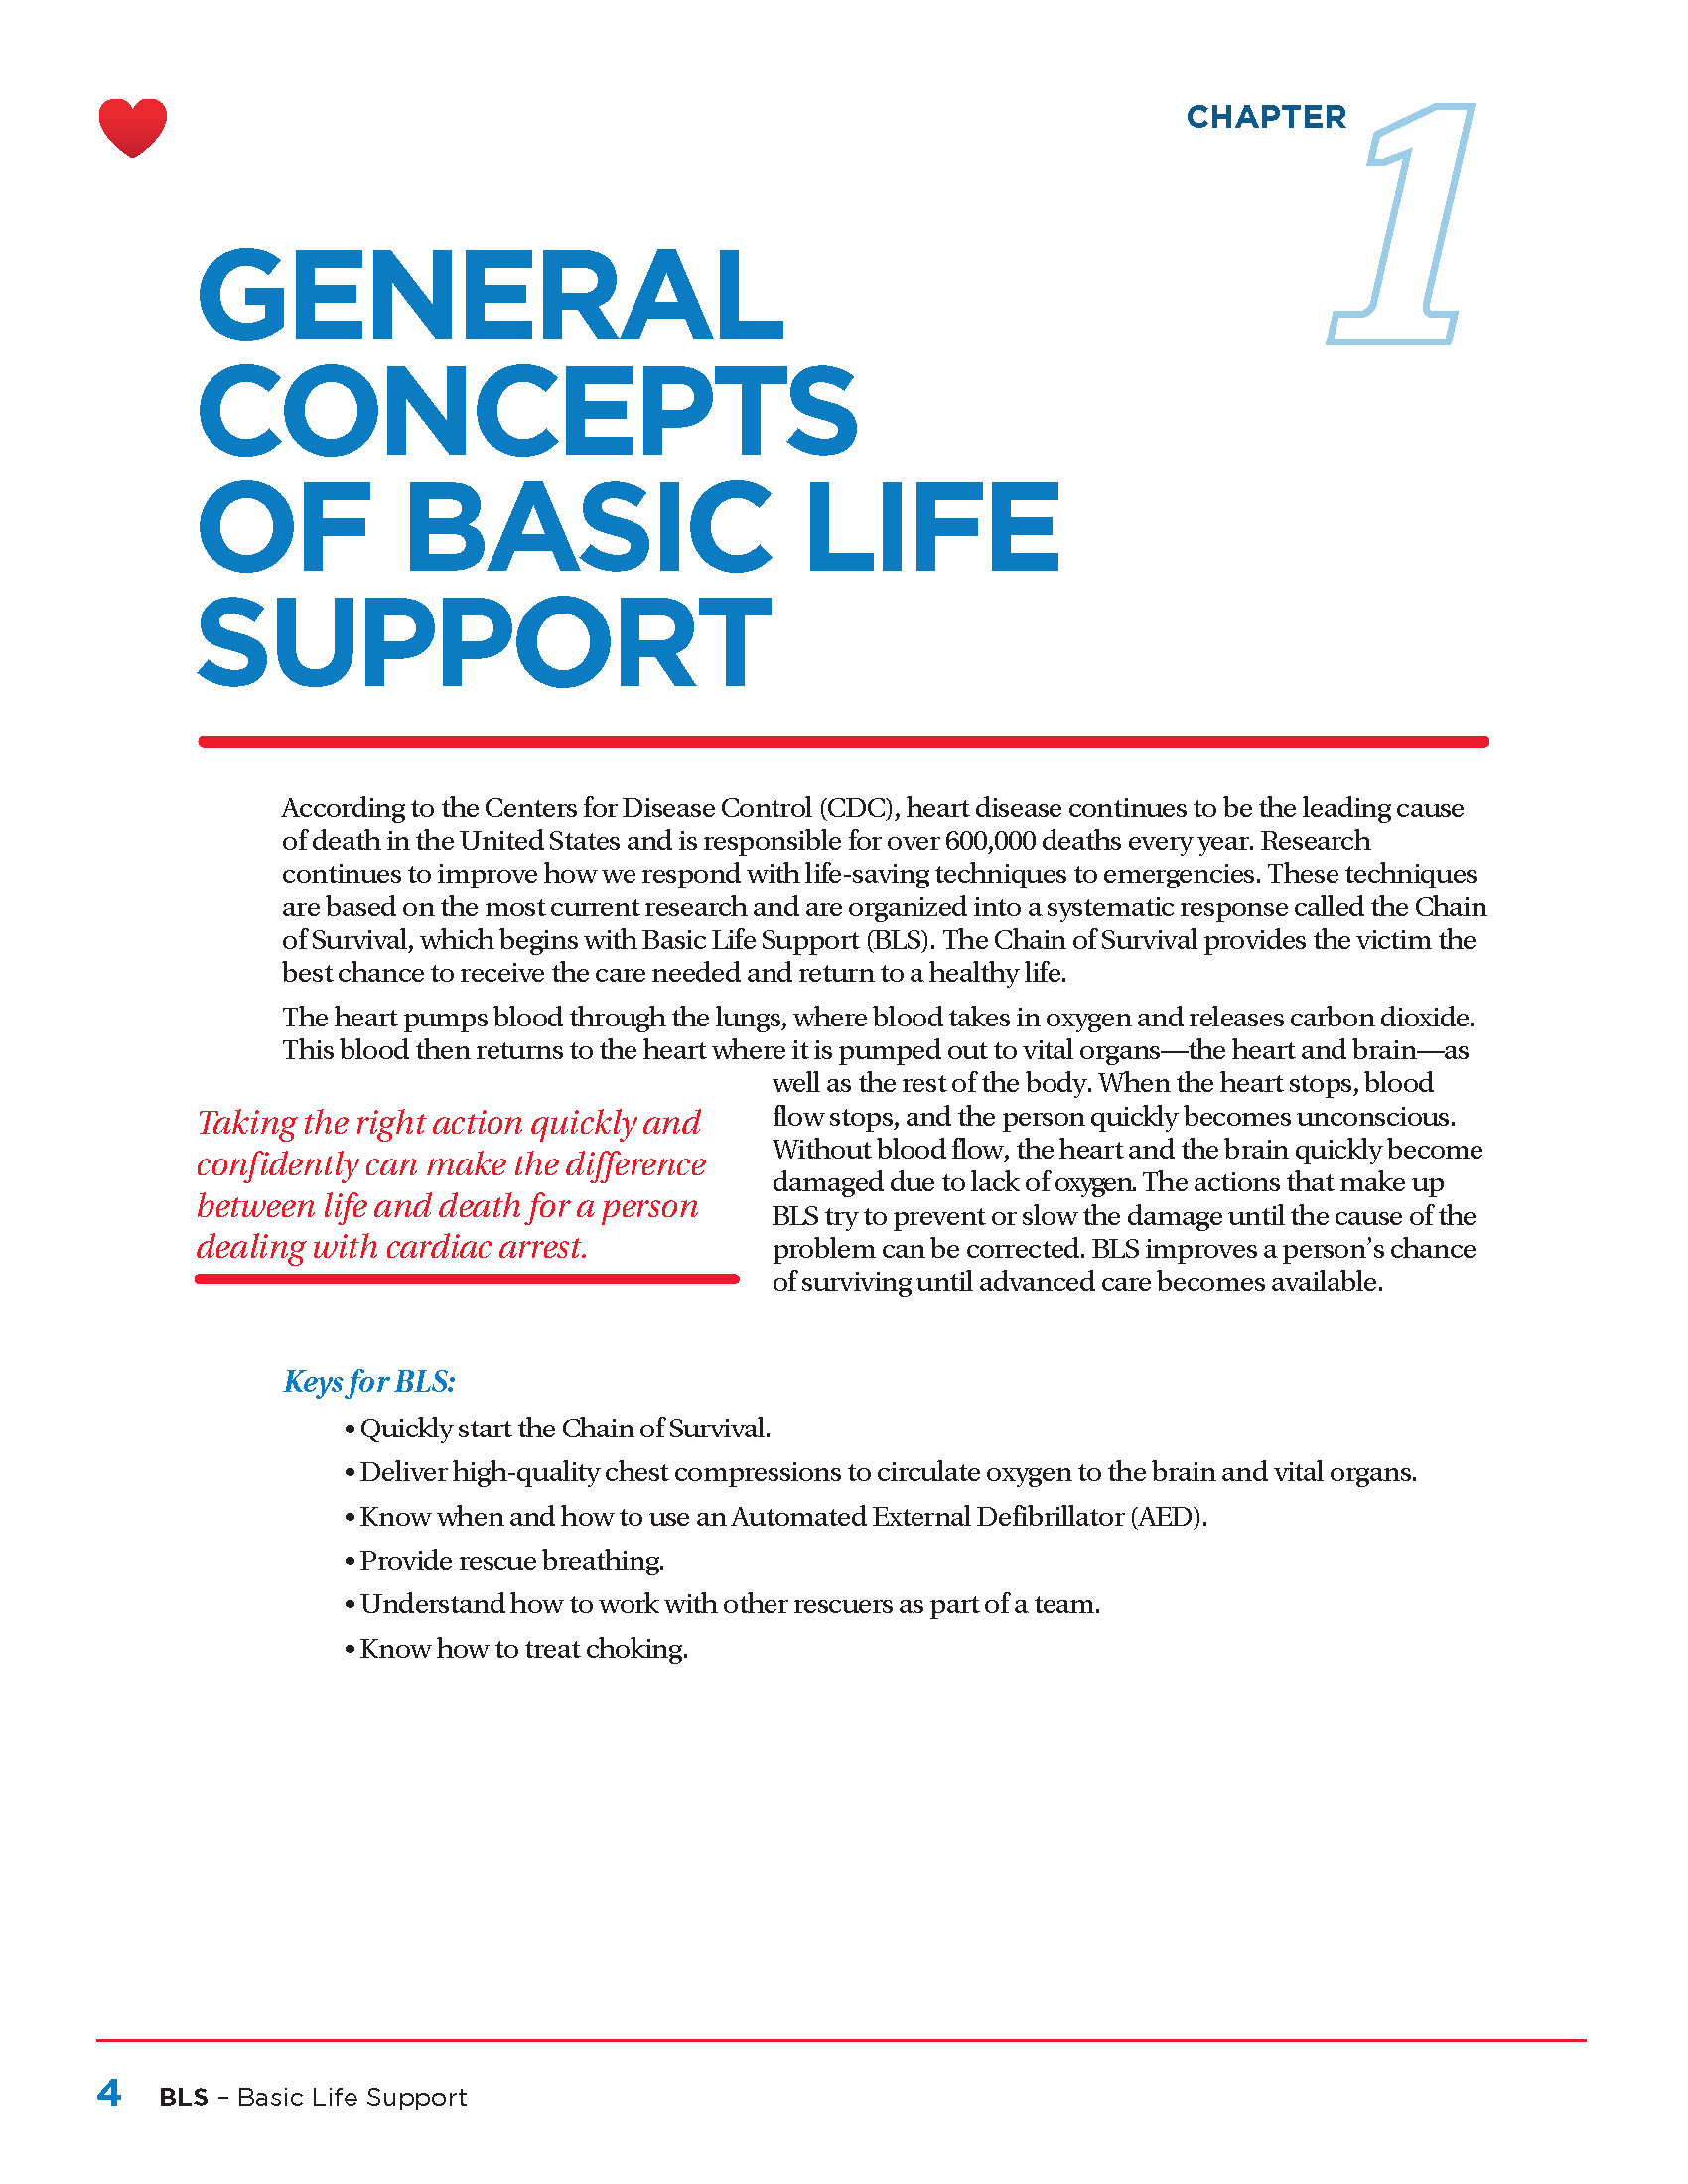 CHAPTER 1
GENERAL
CONCEPTS
OF BASIC LIFE
SUPPORT
According to the Centers for Disease Control (CDC), heart disease continues to be the leading cause
of death in the United States and is responsible for over 600,000 deaths every year. Research
continues to improve how we respond with life-saving techniques to emergencies. These techniques
are based on the most current research and are organized into a systematic response called the Chain
of Survival, which begins with Basic Life Support (BLS). The Chain of Survival provides the victim the
best chance to receive the care needed and return to a healthy life.
The heart pumps blood through the lungs, where blood takes in oxygen and releases carbon dioxide.
This blood then returns to the heart where it is pumped out to vital organs—the heart and brain—as
well as the rest of the body. When the heart stops, blood
flow stops, and the person quickly becomes unconscious.
Without blood flow, the heart and the brain quickly become
damaged due to lack of oxygen. The actions that make up
BLS try to prevent or slow the damage until the cause of the
problem can be corrected. BLS improves a person's chance
of surviving until advanced care becomes available.
Taking the right action quickly and
confidently can make the difference
between life and death for a person
dealing with cardiac arrest.
Keys for BLS:
• Quickly start the Chain of Survival.
• Deliver high-quality chest compressions to circulate oxygen to the brain and vital organs.
• Know when and how to use an Automated External Defibrillator (AED).
• Provide rescue breathing.
• Understand how to work with other rescuers as part of a team.
• Know how to treat choking.
4 BLS – Basic Life Support